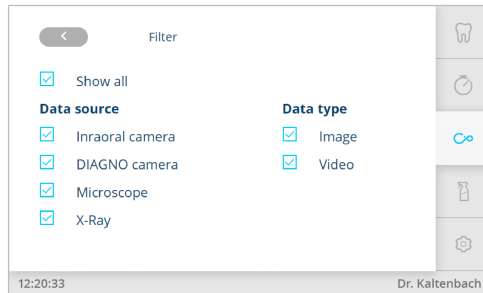 Filter
Show all
Data source
Inraoral camera
DIAGNO camera
Microscope
X-Ray
Data type
Image
Video
12:20:33
Dr. Kaltenbach